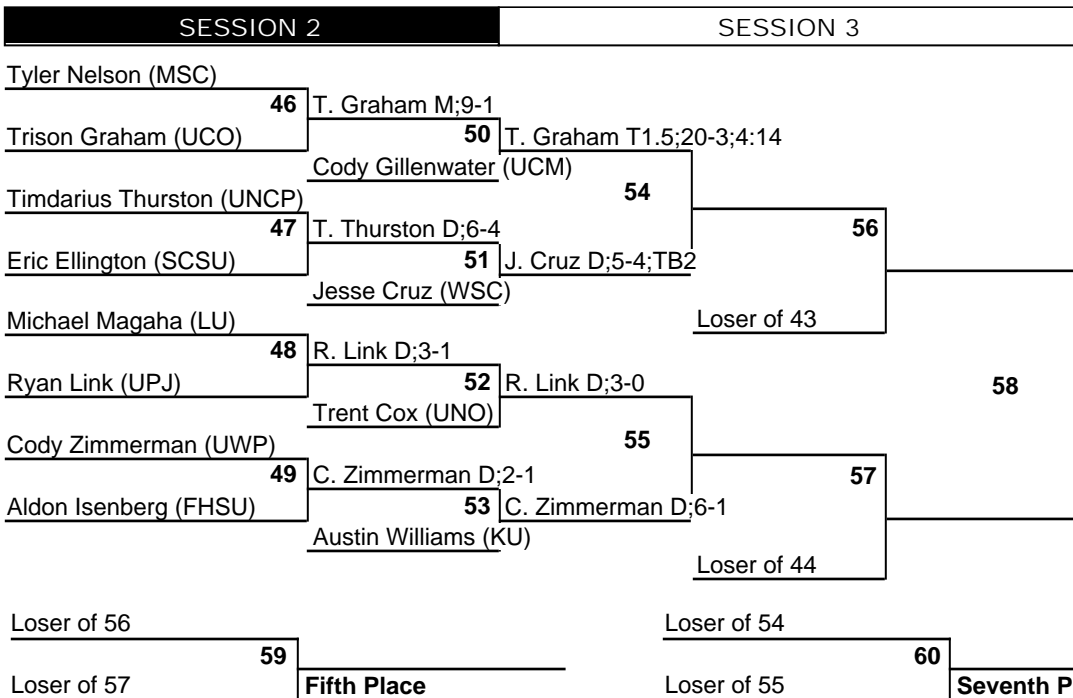 SESSION 2 SESSION 3
Tyler Nelson (MSC)
46 T. Graham M;9-1
Trison Graham (UCO) 50 T. Graham T1.5;20-3;4:14
Cody Gillenwater (UCM)
54
Timdarius Thurston (UNCP)
47 T. Thurston D;6-4 56
Eric Ellington (SCSU) 51 J. Cruz D;5-4;TB2
Jesse Cruz (WSC)
Michael Magaha (LU) Loser of 43
48 R. Link D;3-1
Ryan Link (UPJ) 52 R. Link D;3-0 58
Trent Cox (UNO)
Cody Zimmerman (UWP) 55
49 C. Zimmerman D;2-1 57
Aldon Isenberg (FHSU) 53 C. Zimmerman D;6-1
Austin Williams (KU)
Loser of 44
Loser of 56 Loser of 54
59 60
Loser of 57 Fifth Place Loser of 55 Seventh P